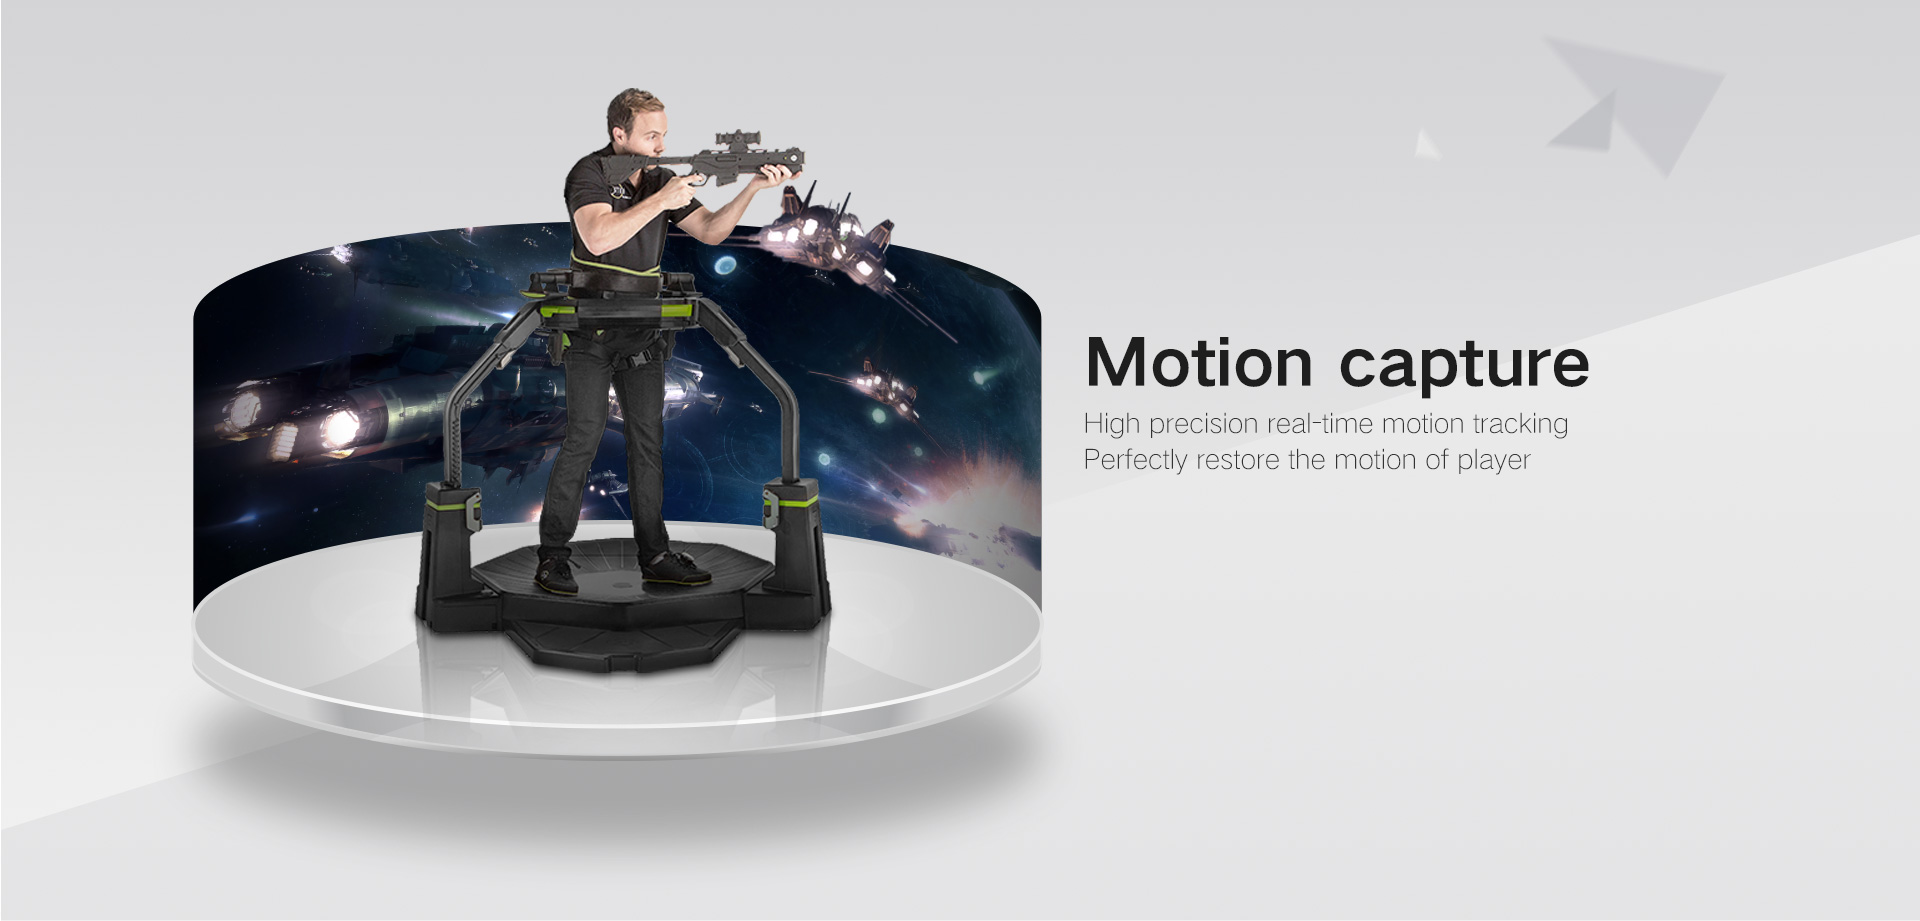 Motion capture
High precision real-time motion tracking
Perfectly restore the motion of player